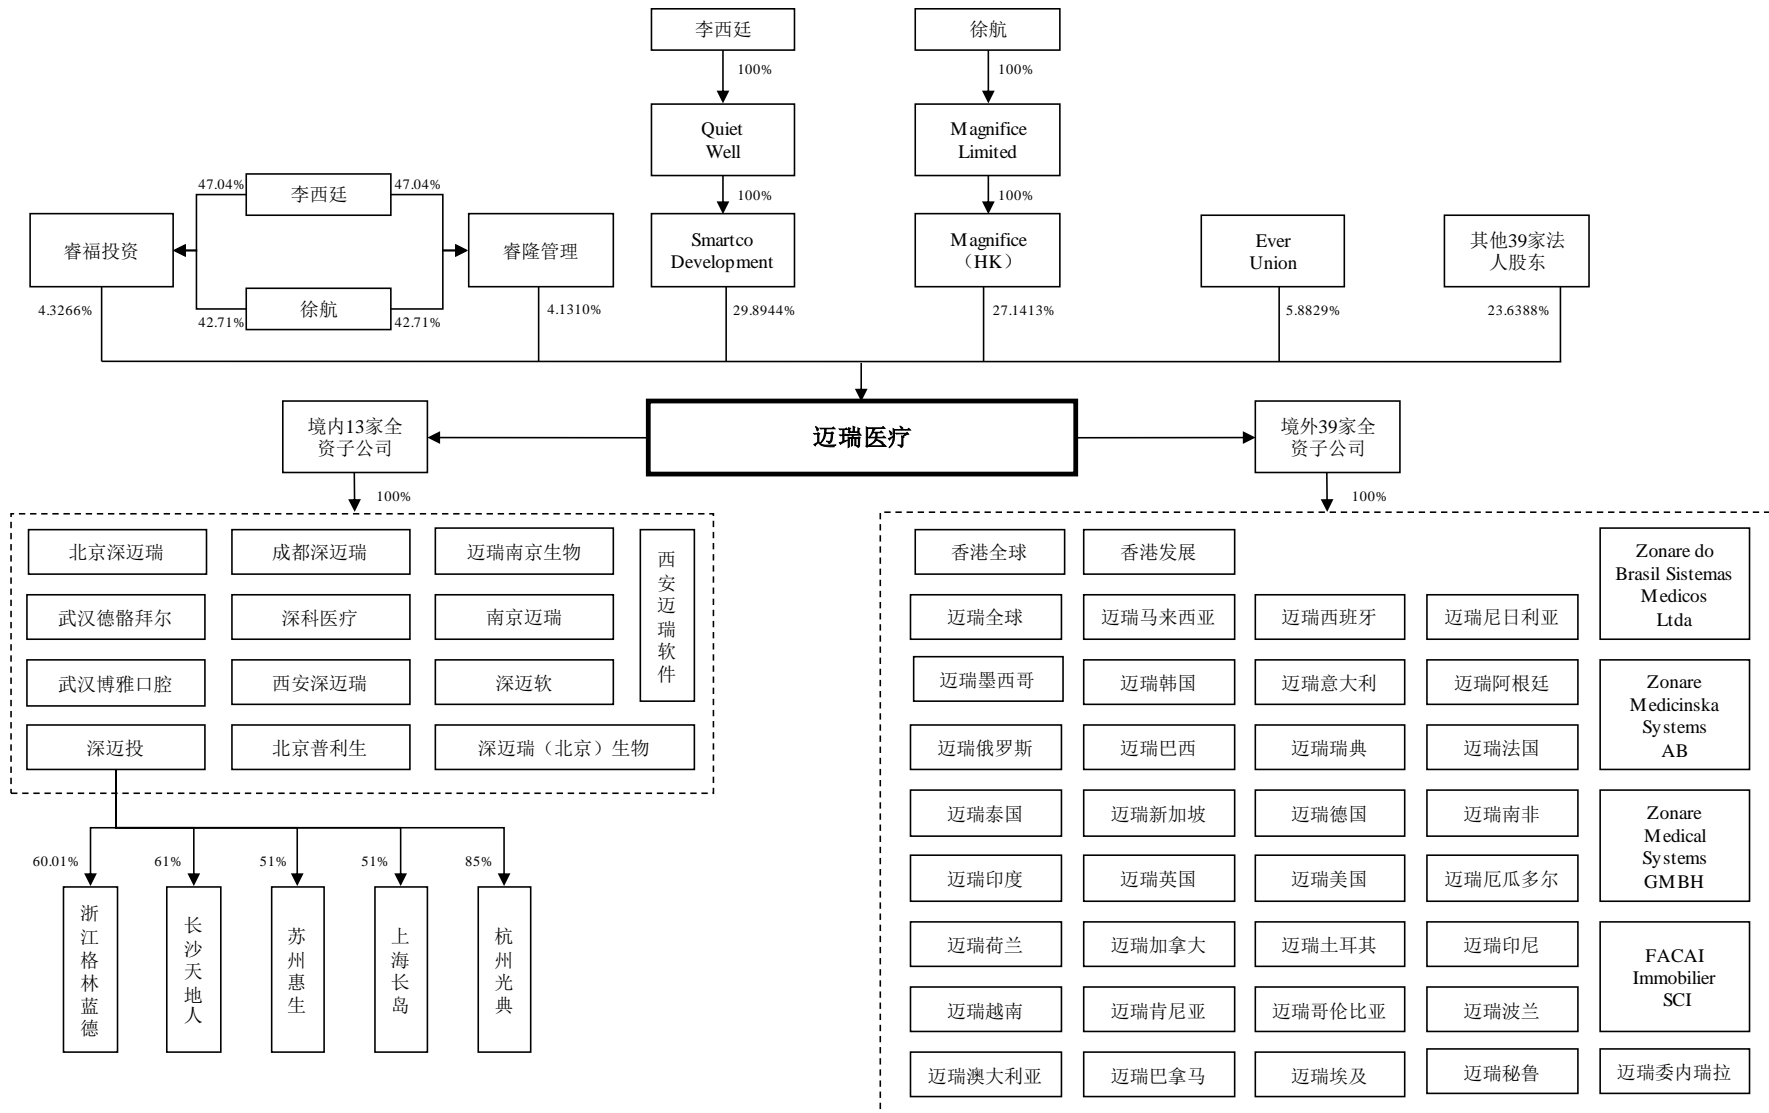 李西廷
徐航
100%
100%
Quiet
Well
Magnifice
Limited
100%
100%
47.04%
李西廷
47.04%
睿福投资
睿隆管理
Smartco
Development
Magnifice
（HK）
Ever
Union
其他39家法
人股东
42.71%
徐航
42.71%
4.3266%
4.1310%
29.8944%
27.1413%
5.8829%
23.6388%
境内13家全
资子公司
迈瑞医疗
境外39家全
资子公司
100%
100%
北京深迈瑞
成都深迈瑞
迈瑞南京生物
西安迈瑞软件
武汉德骼拜尔
深科医疗
南京迈瑞
武汉博雅口腔
西安深迈瑞
深迈软
深迈投
北京普利生
深迈瑞（北京）生物
60.01%
61%
51%
51%
85%
浙江格林蓝德
长沙天地人
苏州惠生
上海长岛
杭州光典
香港全球
香港发展
Zonare do
Brasil Sistemas
Medicos
Ltda
迈瑞全球
迈瑞马来西亚
迈瑞西班牙
迈瑞尼日利亚
迈瑞墨西哥
迈瑞韩国
迈瑞意大利
迈瑞阿根廷
Zonare
Medicinska
Systems
AB
迈瑞俄罗斯
迈瑞巴西
迈瑞瑞典
迈瑞法国
迈瑞泰国
迈瑞新加坡
迈瑞德国
迈瑞南非
Zonare
Medical
Systems
GMBH
迈瑞印度
迈瑞英国
迈瑞美国
迈瑞厄瓜多尔
迈瑞荷兰
迈瑞加拿大
迈瑞土耳其
迈瑞印尼
FACAI
Immobilier
SCI
迈瑞越南
迈瑞肯尼亚
迈瑞哥伦比亚
迈瑞波兰
迈瑞澳大利亚
迈瑞巴拿马
迈瑞埃及
迈瑞秘鲁
迈瑞委内瑞拉